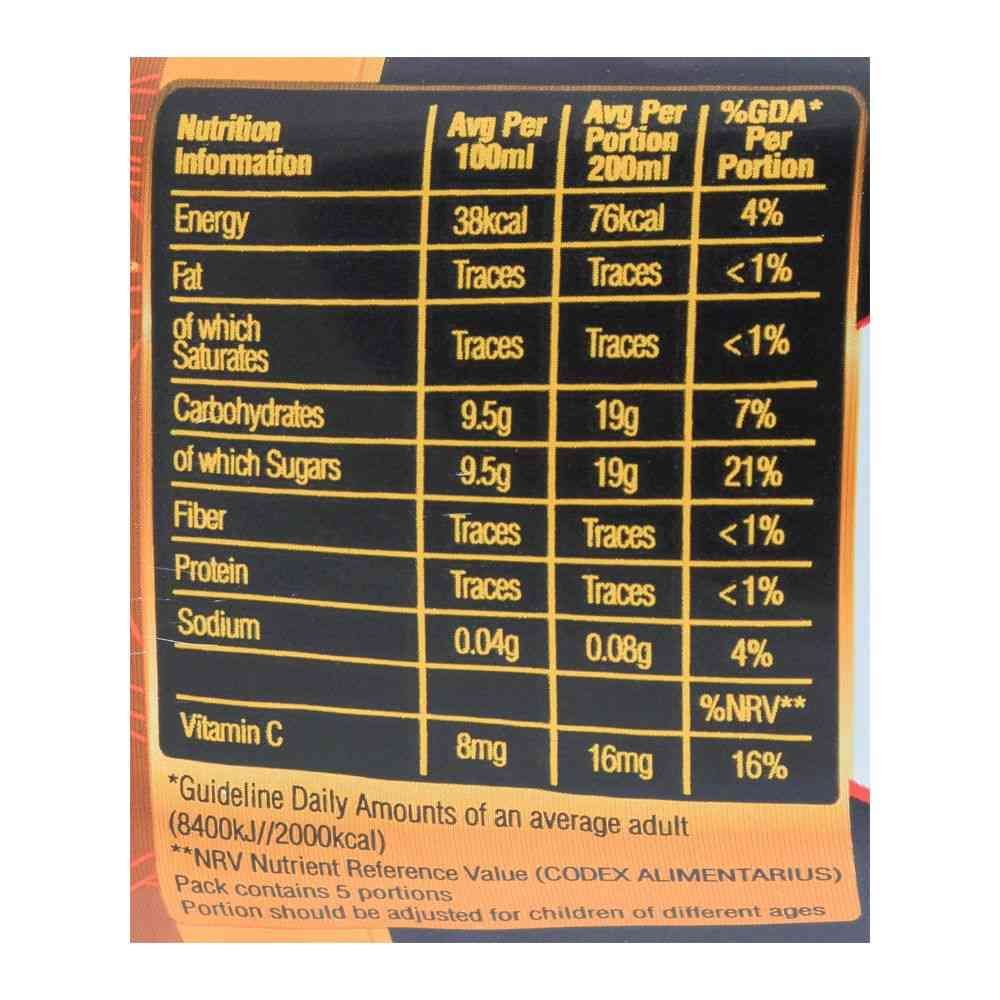 Nutrition Information Avg Per 100ml Avg Per Portion 200ml %GDA* Per Portion
Energy 38kcal 76kcal 4%
Fat Traces Traces <1%
of which Saturates Traces Traces <1%
Carbohydrates 9.5g 19g 7%
of which Sugars 9.5g 19g 21%
Fiber Traces Traces <1%
Protein Traces Traces <1%
Sodium 0.04g 0.08g 4%
%NRV**
Vitamin C 8mg 16mg 16%
*Guideline Daily Amounts of an average adult
(8400kJ//2000kcal)
**NRV Nutrient Reference Value (CODEX ALIMENTARIUS)
Pack contains 5 portions
Portion should be adjusted for children of different ages